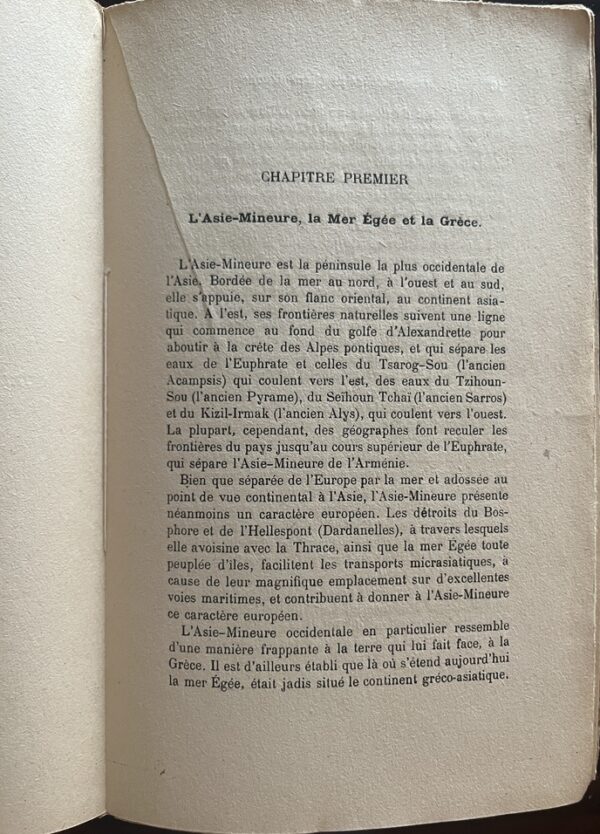 CHAPITRE PREMIER
L'Asie-Mineure, la Mer Égée et la Grèce.
L'Asie-Mineure est la péninsule la plus occidentale de
l'Asie. Bordée de la mer au nord, à l'ouest et au sud,
elle s'appuie, sur son flanc oriental, au continent asia-
tique. A l'est, ses frontières naturelles suivent une ligne
qui commence au fond du golfe d'Alexandrette pour
aboutir à la crête des Alpes pontiques, et qui sépare les
eaux de l'Euphrate et celles du Tsarog-Sou (l'ancien
Acampsis) qui coulent vers l'est, des eaux du Tzihoun-
Sou (l'ancien Pyrame), du Seïhoun Tchaï (l'ancien Sarros)
et du Kizil-Irmak (l'ancien Alys), qui coulent vers l'ouest.
La plupart, cependant, des géographes font reculer les
frontières du pays jusqu'au cours supérieur de l'Euphrate,
qui sépare l'Asie-Mineure de l'Arménie.
Bien que séparée de l'Europe par la mer et adossée au
point de vue continental à l'Asie, l'Asie-Mineure présente
néanmoins un caractère européen. Les détroits du Bos-
phore et de l'Hellespont (Dardanelles), à travers lesquels
elle avoisine avec la Thrace, ainsi que la mer Égée toute
peuplée d'îles, facilitent les transports micrasiatiques, à
cause de leur magnifique emplacement sur d'excellentes
voies maritimes, et contribuent à donner à l'Asie-Mineure
ce caractère européen.
L'Asie-Mineure occidentale en particulier ressemble
d'une manière frappante à la terre qui lui fait face, à la
Grèce. Il est d'ailleurs établi que là où s'étend aujourd'hui
la mer Égée, était jadis situé le continent gréco-asiatique.